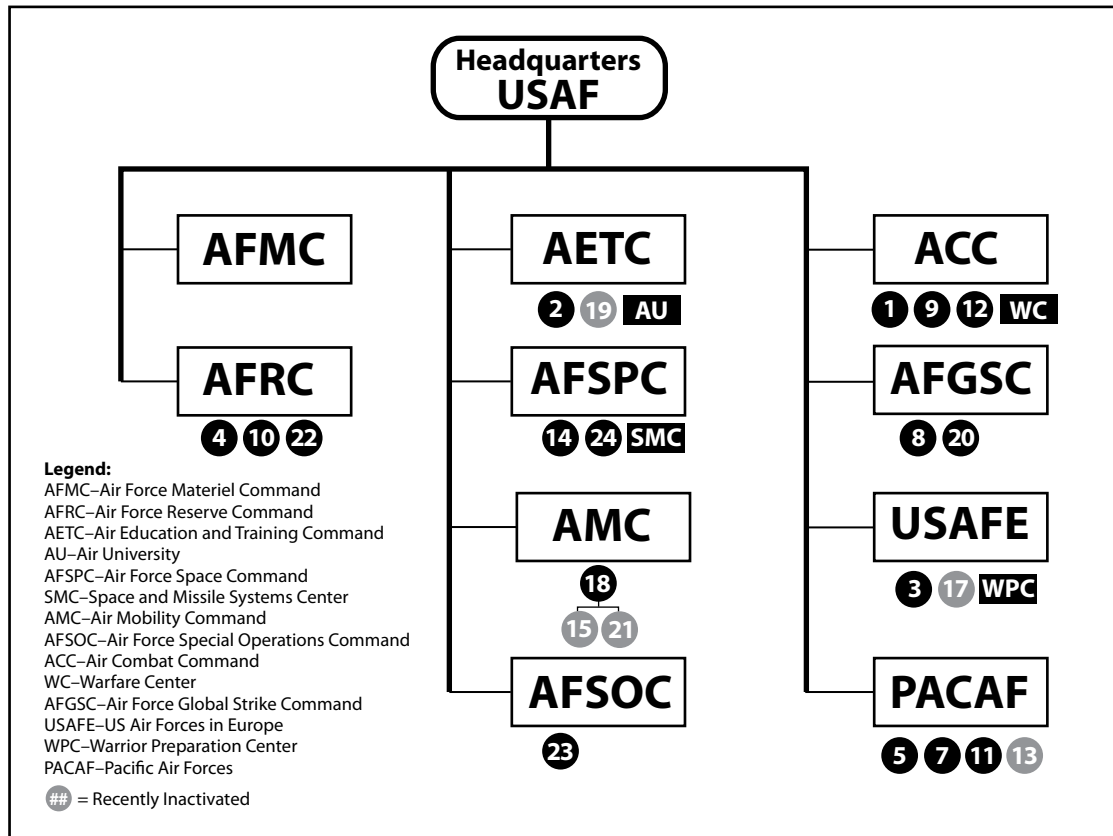 Headquarters
USAF
AFMC
AFRC
4 10 22
AETC
2 19 AU
AFSPC
14 24 SMC
AMC
18
15 21
AFSOC
23
ACC
1 9 12 WC
AFGSC
8 20
USAFE
3 17 WPC
PACAF
5 7 11 13
Legend:
AFMC–Air Force Materiel Command
AFRC–Air Force Reserve Command
AETC–Air Education and Training Command
AU–Air University
AFSPC–Air Force Space Command
SMC–Space and Missile Systems Center
AMC–Air Mobility Command
AFSOC–Air Force Special Operations Command
ACC–Air Combat Command
WC–Warfare Center
AFGSC–Air Force Global Strike Command
USAFE–US Air Forces in Europe
WPC–Warrior Preparation Center
PACAF–Pacific Air Forces
## = Recently Inactivated